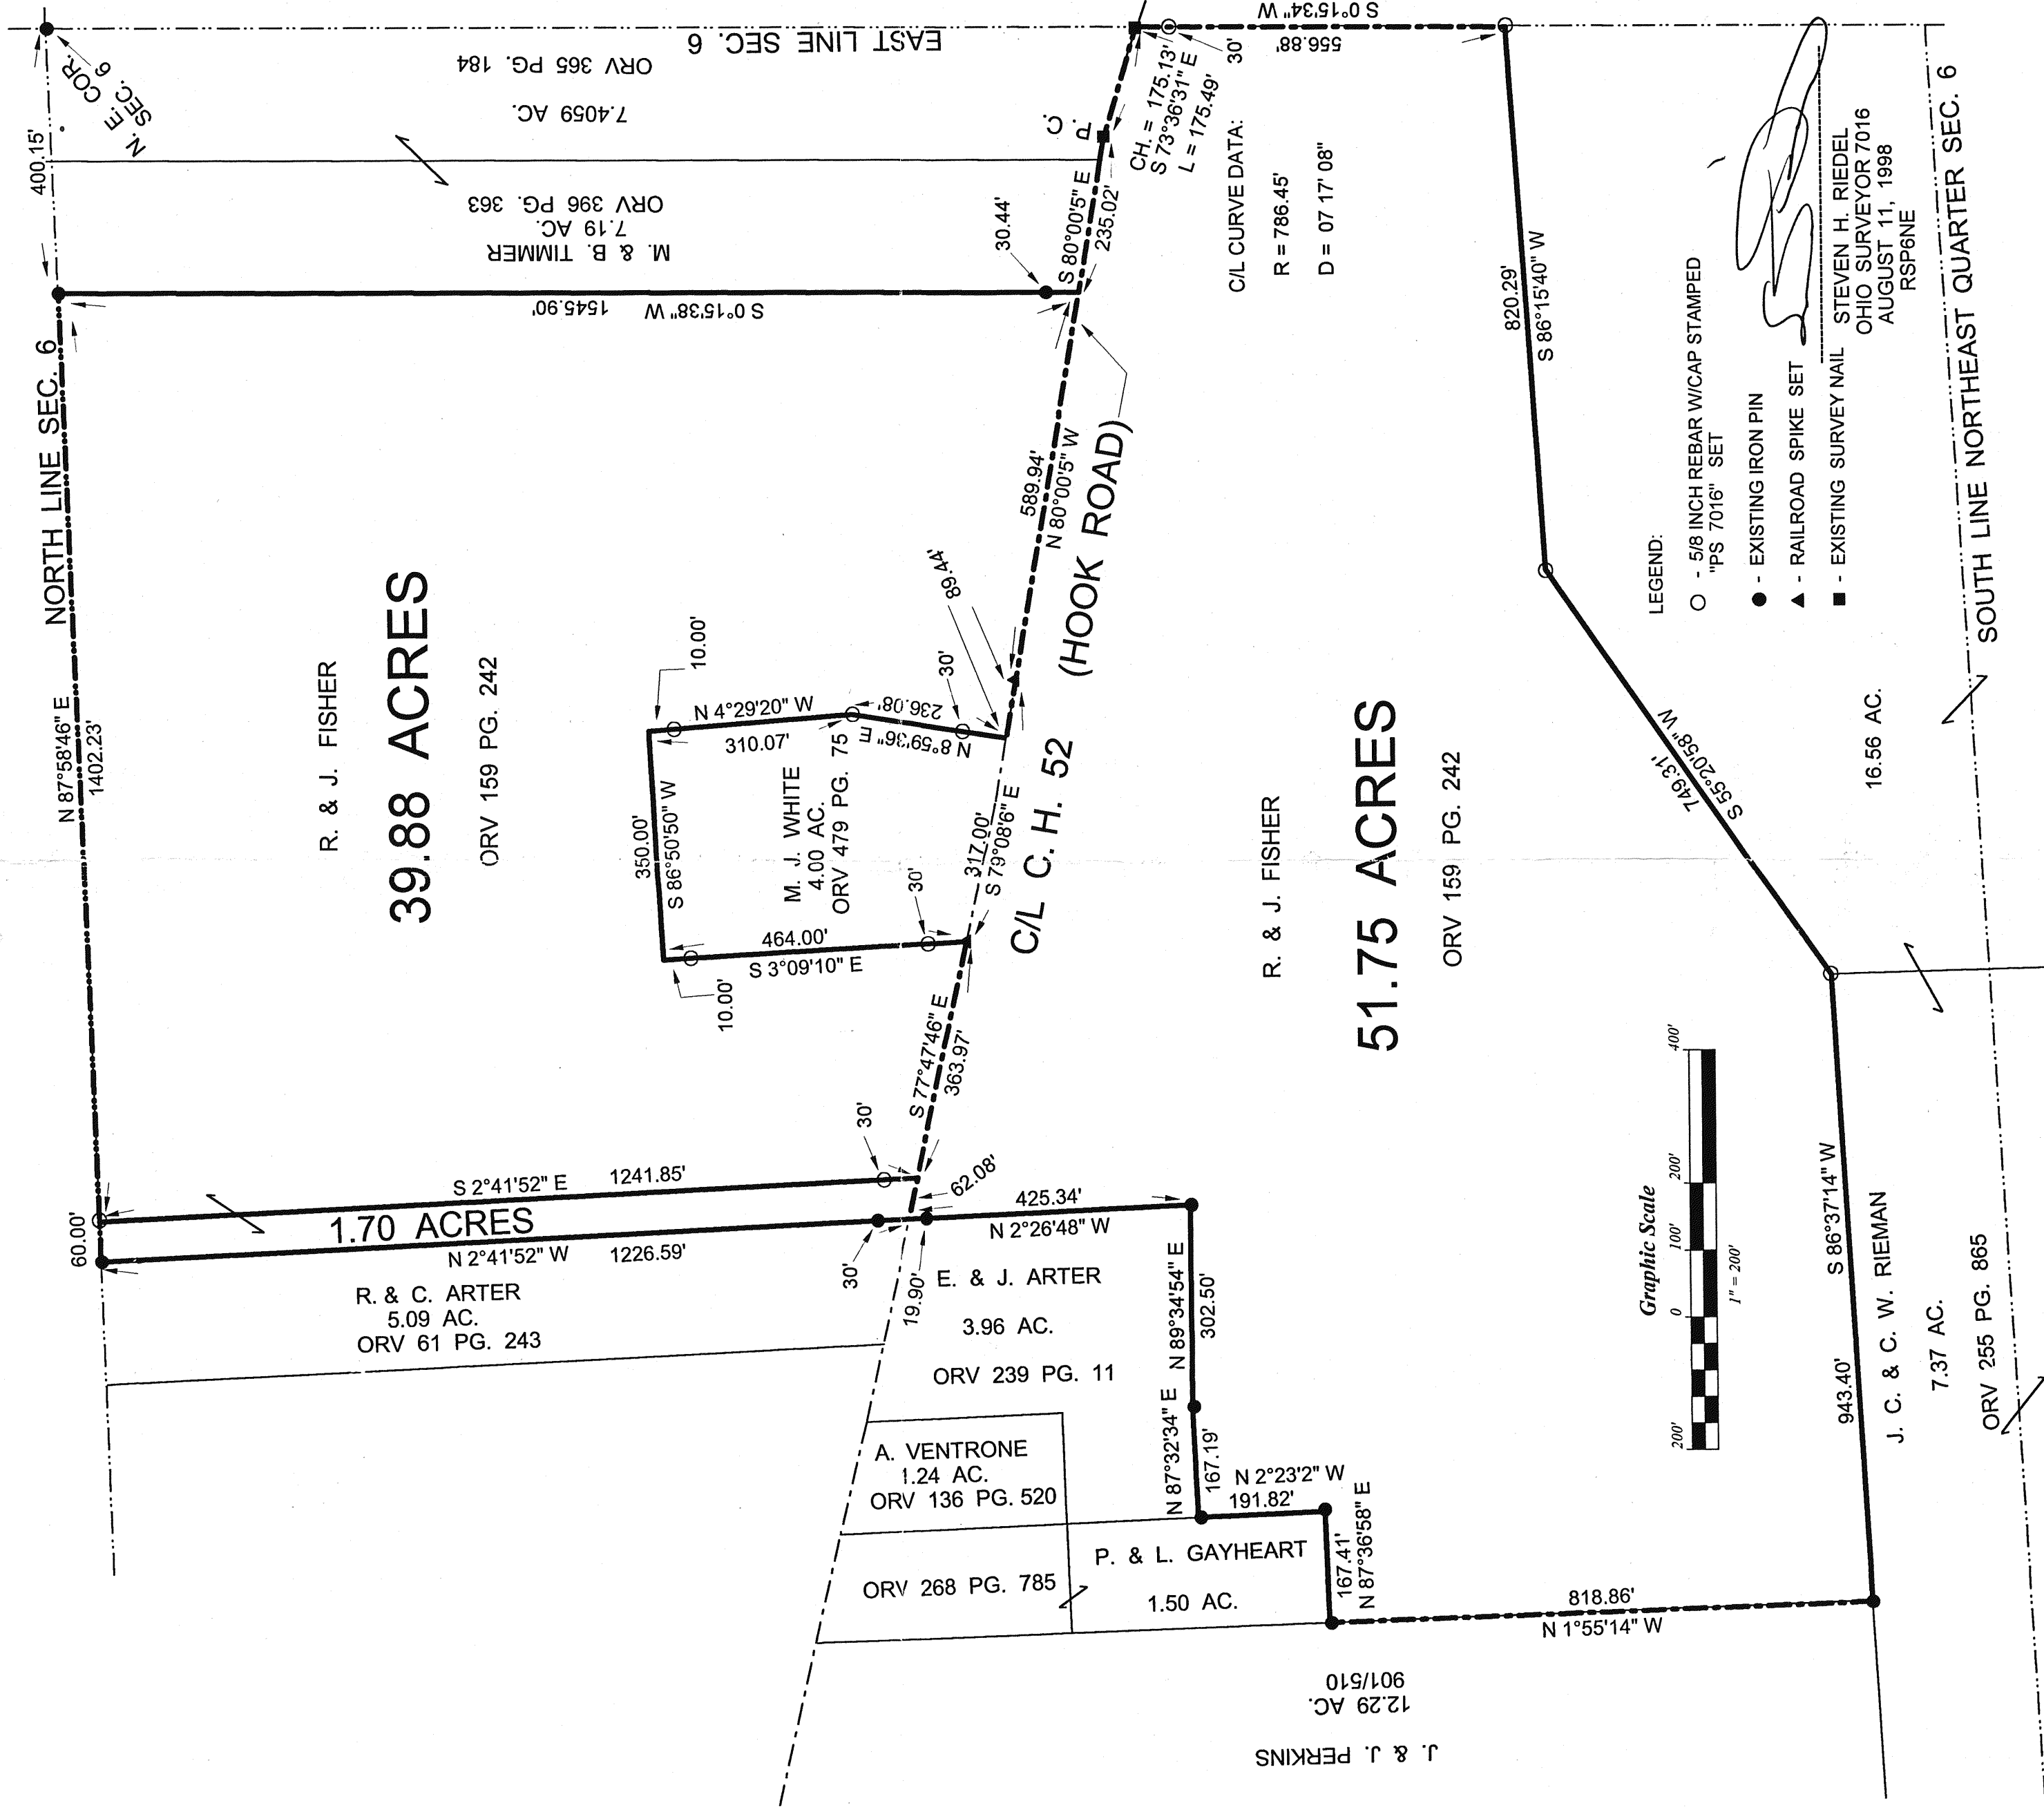 N. E. COR.
SEC. 6
400.15'
NORTH LINE SEC. 6
N 87°58'46" E
1402.23'
60.00'
EAST LINE SEC. 6
ORV 365 PG. 184
7.4059 AC.
M. & B. TIMMER
7.19 AC.
ORV 396 PG. 363
S 0°15'38" W
1545.90'
30.44'
P. C.
S 80°00'5" E
235.02'
CH. = 175.13'
S 73°36'31" E
L = 175.49'
30'
S 0°15'34" W
556.88'
C/L CURVE DATA:
R = 786.45'
D = 07 17' 08"
R. & J. FISHER
39.88 ACRES
ORV 159 PG. 242
589.94'
N 80°00'5" W
(HOOK ROAD)
C/L C. H. 52
89.44'
10.00'
N 4°29'20" W
310.07'
236.08'
N 8°59'36" E
30'
350.00'
S 86°50'50" W
M. J. WHITE
4.00 AC.
ORV 479 PG. 75
317.00'
S 79°08'6" E
30'
464.00'
S 3°09'10" E
10.00'
S 77°47'46" E
363.97'
30'
S 2°41'52" E 1241.85'
1.70 ACRES
N 2°41'52" W 1226.59'
62.08'
30'
19.90'
R. & C. ARTER
5.09 AC.
ORV 61 PG. 243
425.34'
N 2°26'48" W
E. & J. ARTER
3.96 AC.
ORV 239 PG. 11
N 89°34'54" E
302.50'
N 87°32'34" E
167.19'
A. VENTRONE
1.24 AC.
ORV 136 PG. 520
N 2°23'2" W
191.82'
P. & L. GAYHEART
ORV 268 PG. 785
1.50 AC.
167.41'
N 87°36'58" E
818.86'
N 1°55'14" W
J. & J. PERKINS
12.29 AC.
901/510
R. & J. FISHER
51.75 ACRES
ORV 159 PG. 242
820.29'
S 86°15'40" W
749.31'
S 55°20'58" W
S 86°37'14" W
943.40'
16.56 AC.
J. C. & C. W. RIEMAN
7.37 AC.
ORV 255 PG. 865
SOUTH LINE NORTHEAST QUARTER SEC. 6
Graphic Scale
200' 0 100' 200' 400'
1" = 200'
LEGEND:
- 5/8 INCH REBAR W/CAP STAMPED
"PS 7016" SET
- EXISTING IRON PIN
- RAILROAD SPIKE SET
- EXISTING SURVEY NAIL
STEVEN H. RIEDEL
OHIO SURVEYOR 7016
AUGUST 11, 1998
RSP6NE